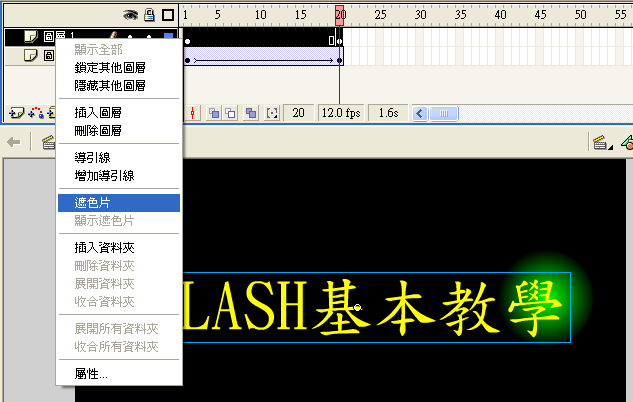 1 5 10 15 20 25 30 35 40 45 50 55
圖層 1
圖
顯示全部
鎖定其他圖層
隱藏其他圖層
插入圖層
刪除圖層
20 12.0 fps 1.6s
導引線
增加導引線
遮色片
顯示遮色片
插入資料夾
刪除資料夾
展開資料夾
收合資料夾
展開所有資料夾
收合所有資料夾
屬性...
LASH基本教學